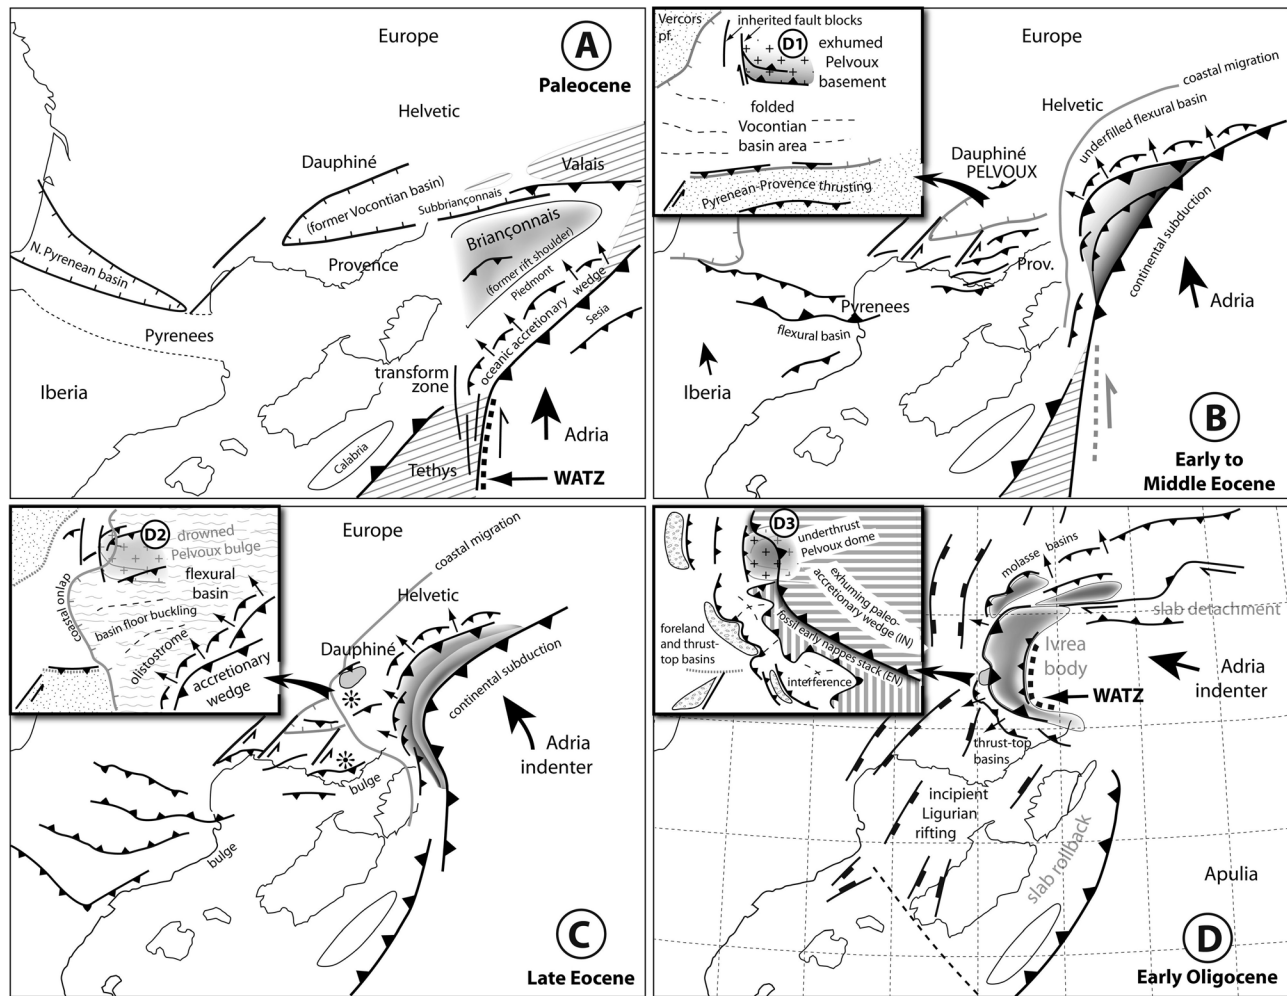 A
Paleocene
Europe
Helvetic
Dauphiné
(former Vocontian basin)
Valais
Subbriançonnais
Briançonnais
(former rift shoulder)
Piedmont
oceanic accretionary wedge
Sesia
N. Pyrenean basin
Provence
Pyrenees
Iberia
transform
zone
Calabria
Tethys
Adria
WATZ
Vercors
pf.
inherited fault blocks
D1
exhumed
Pelvoux
basement
folded
Vocontian
basin area
Pyrenean-Provence thrusting
Europe
coastal migration
Helvetic
underfilled flexural basin
Dauphiné
PELVOUX
continental subduction
Prov.
Adria
Pyrenees
flexural basin
Iberia
B
Early to
Middle Eocene
D2
drowned
Pelvoux bulge
flexural
basin
coastal onlap
basin floor buckling
olistostrome
accretionary
wedge
Europe
coastal migration
Helvetic
Dauphiné
continental subduction
Adria
indenter
bulge
bulge
C
Late Eocene
D3
underthrust
Pelvoux dome
exhuming paleo-
accretionary wedge (IN)
fossil early nappes stack (EN)
foreland
and thrust-
top basins
interference
molasse basins
slab detachment
Ivrea
body
Adria
indenter
WATZ
thrust-top
basins
incipient
Ligurian
rifting
slab rollback
Apulia
D
Early Oligocene